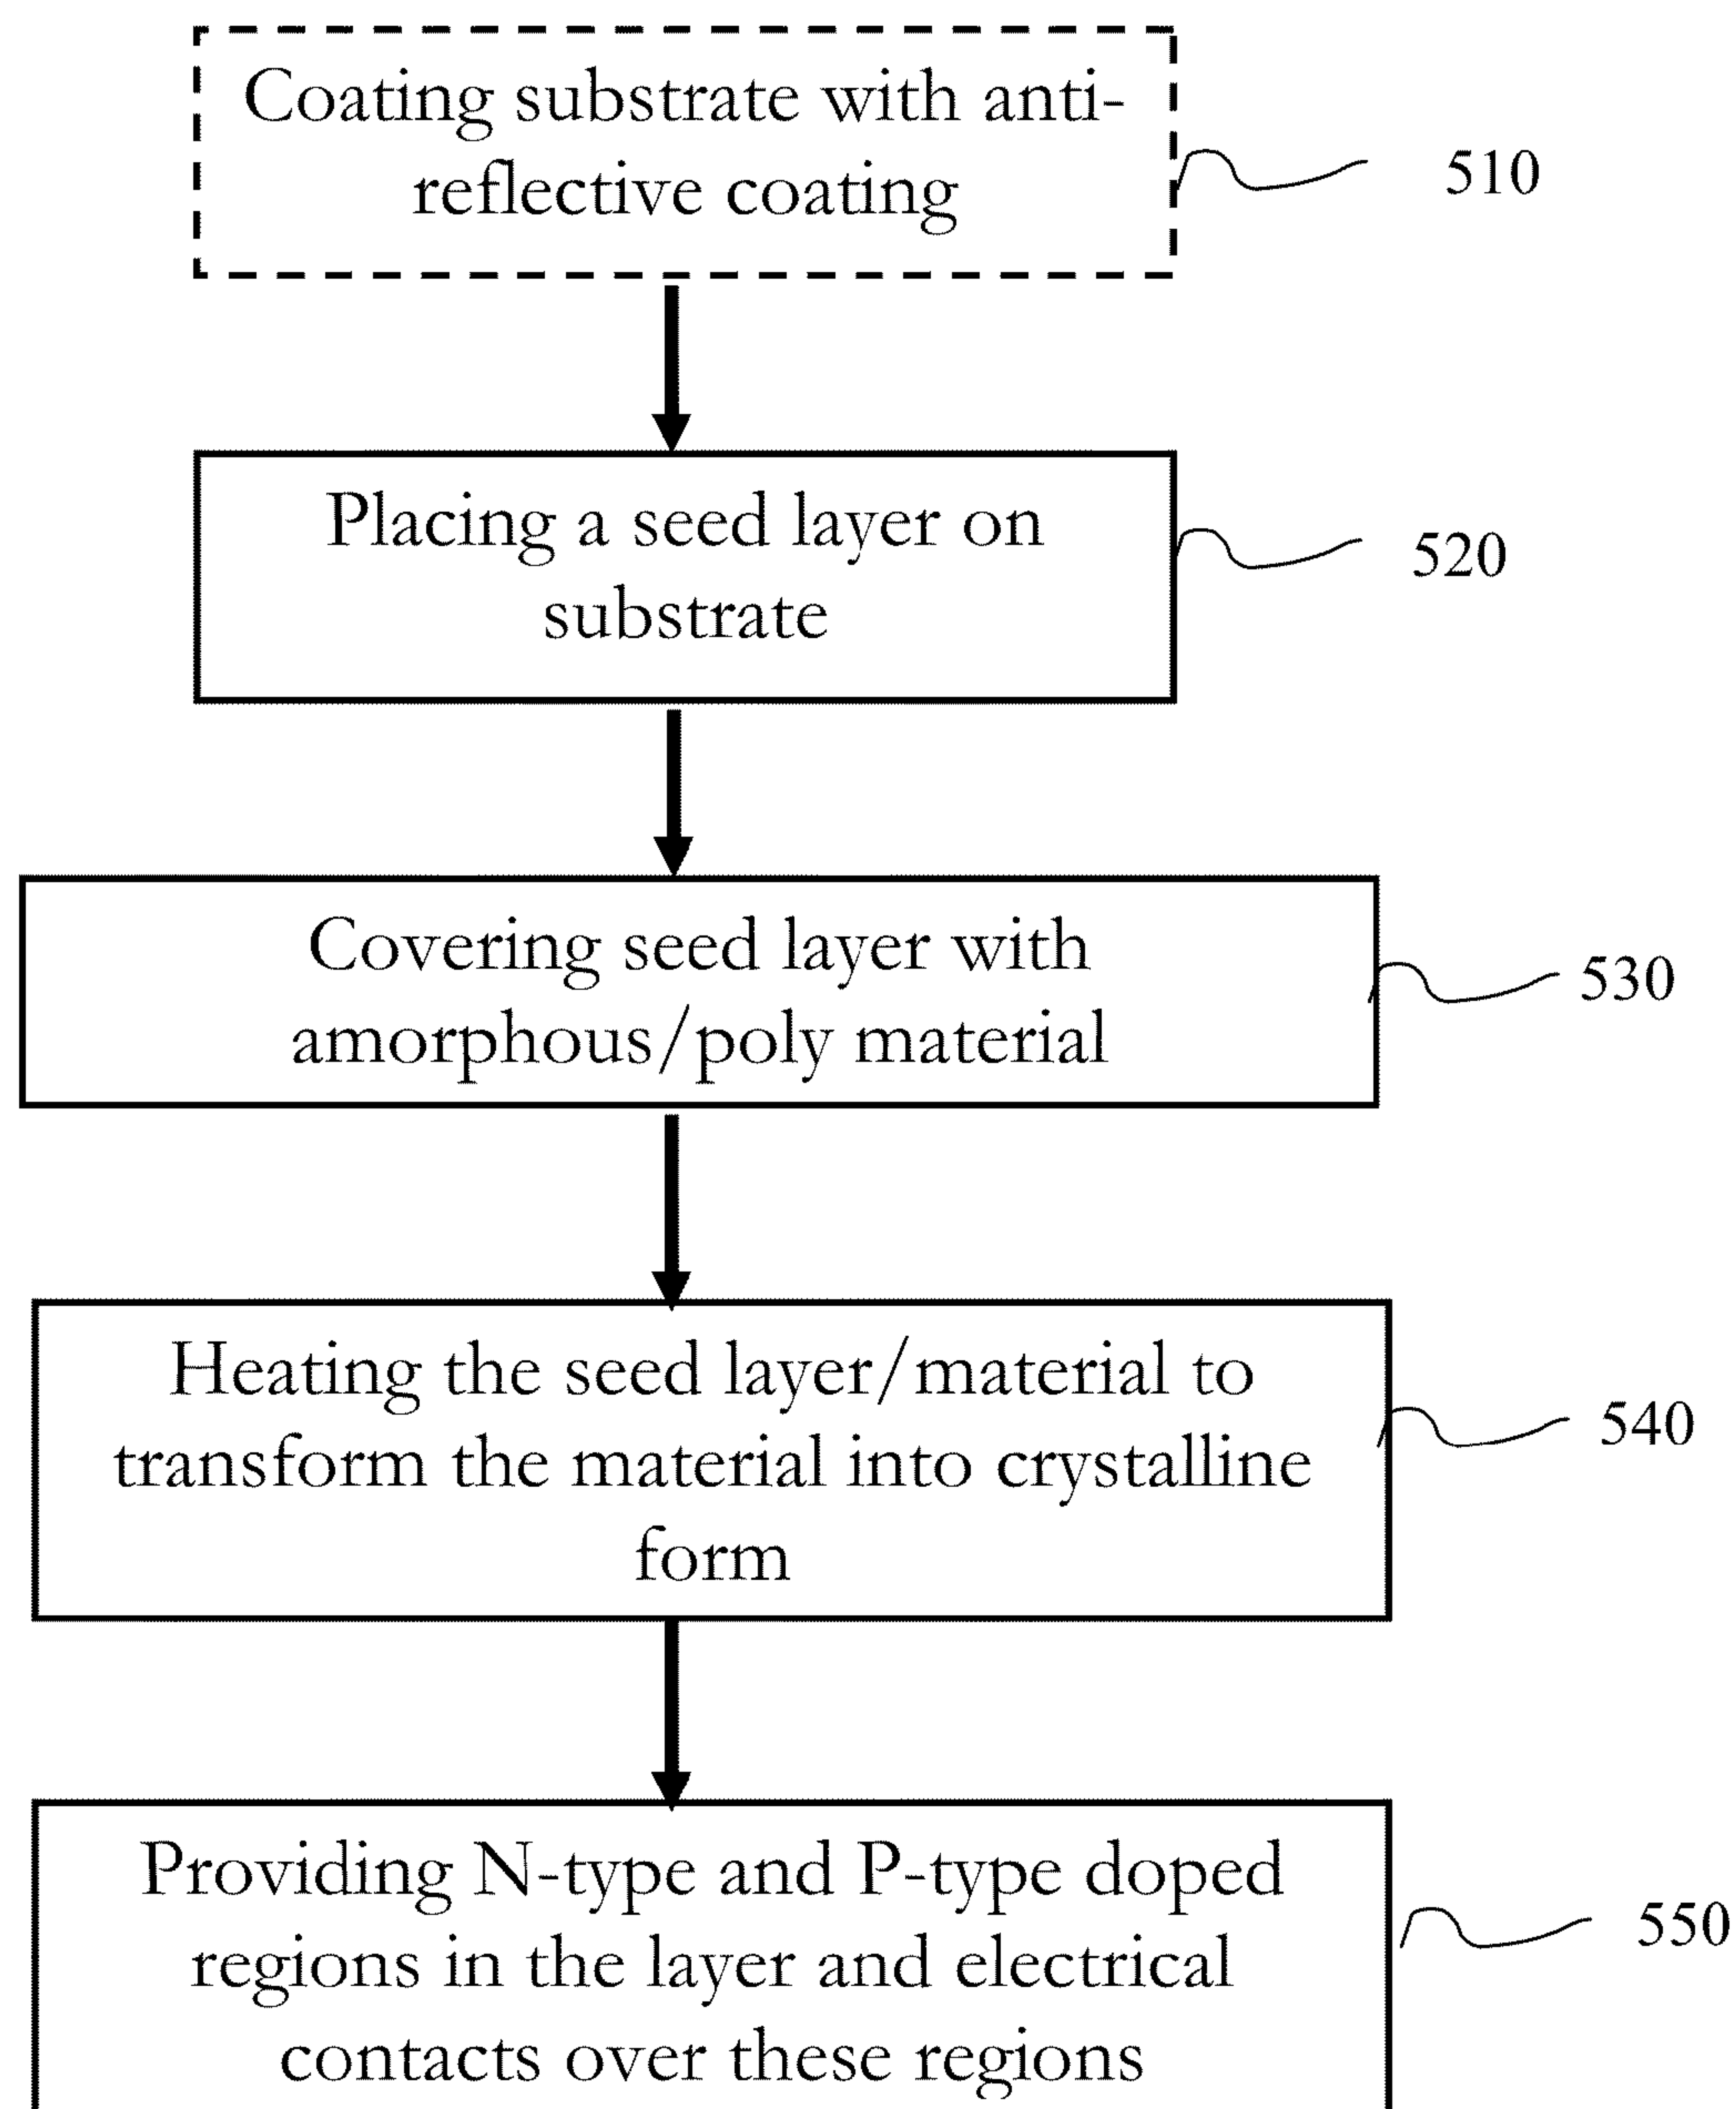 Coating substrate with anti-
reflective coating
510
Placing a seed layer on
substrate
520
Covering seed layer with
amorphous/poly material
530
Heating the seed layer/material to
transform the material into crystalline
form
540
Providing N-type and P-type doped
regions in the layer and electrical
contacts over these regions
550